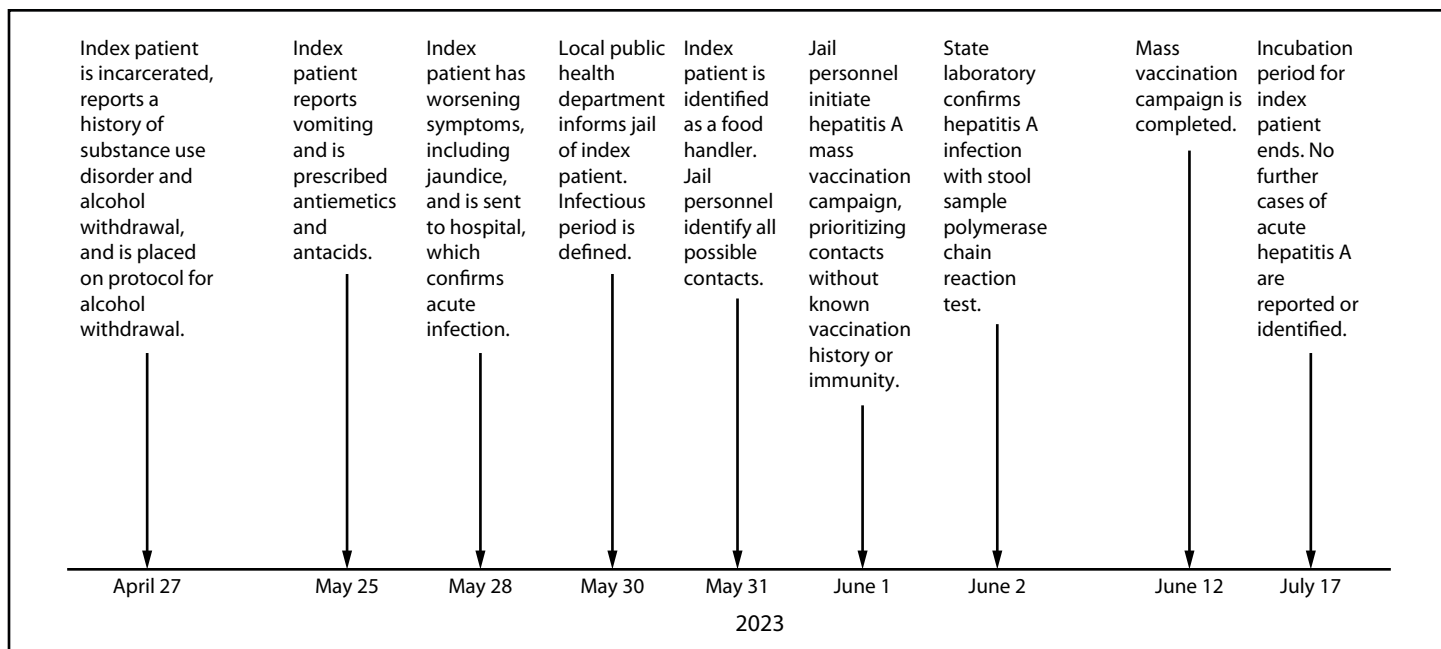 Index patient
is incarcerated,
reports a
history of
substance use
disorder and
alcohol
withdrawal,
and is placed
on protocol for
alcohol
withdrawal.
Index
patient
reports
vomiting
and is
prescribed
antiemetics
and
antacids.
Index
patient has
worsening
symptoms,
including
jaundice,
and is sent
to hospital,
which
confirms
acute
infection.
Local public
health
department
informs jail
of index
patient.
Infectious
period is
defined.
Index
patient is
identified
as a food
handler.
Jail
personnel
identify all
possible
contacts.
Jail
personnel
initiate
hepatitis A
mass
vaccination
campaign,
prioritizing
contacts
without
known
vaccination
history or
immunity.
State
laboratory
confirms
hepatitis A
infection
with stool
sample
polymerase
chain
reaction
test.
Mass
vaccination
campaign is
completed.
Incubation
period for
index
patient
ends. No
further
cases of
acute
hepatitis A
are
reported or
identified.
April 27
May 25
May 28
May 30
May 31
June 1
June 2
June 12
July 17
2023